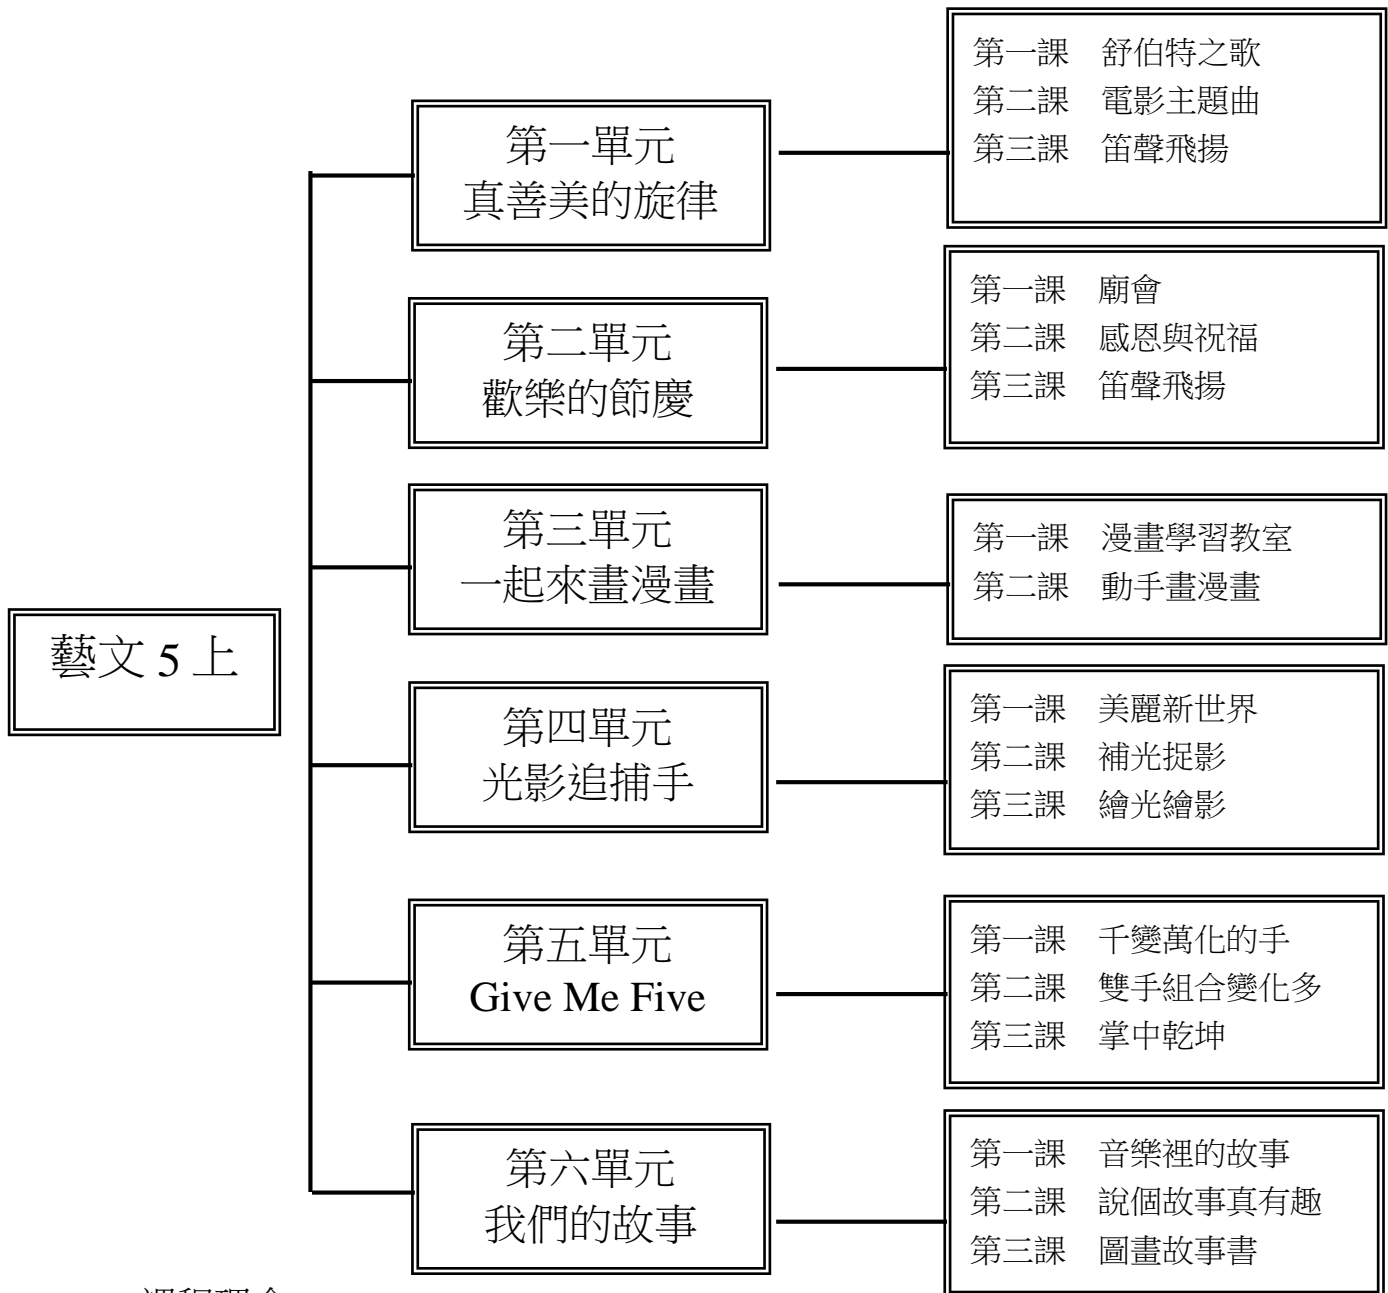 藝文 5 上
第一單元
真善美的旋律
第一課 舒伯特之歌
第二課 電影主題曲
第三課 笛聲飛揚
第二單元
歡樂的節慶
第一課 廟會
第二課 感恩與祝福
第三課 笛聲飛揚
第三單元
一起來畫漫畫
第一課 漫畫學習教室
第二課 動手畫漫畫
第四單元
光影追捕手
第一課 美麗新世界
第二課 補光捉影
第三課 繪光繪影
第五單元
Give Me Five
第一課 千變萬化的手
第二課 雙手組合變化多
第三課 掌中乾坤
第六單元
我們的故事
第一課 音樂裡的故事
第二課 說個故事真有趣
第三課 圖畫故事書